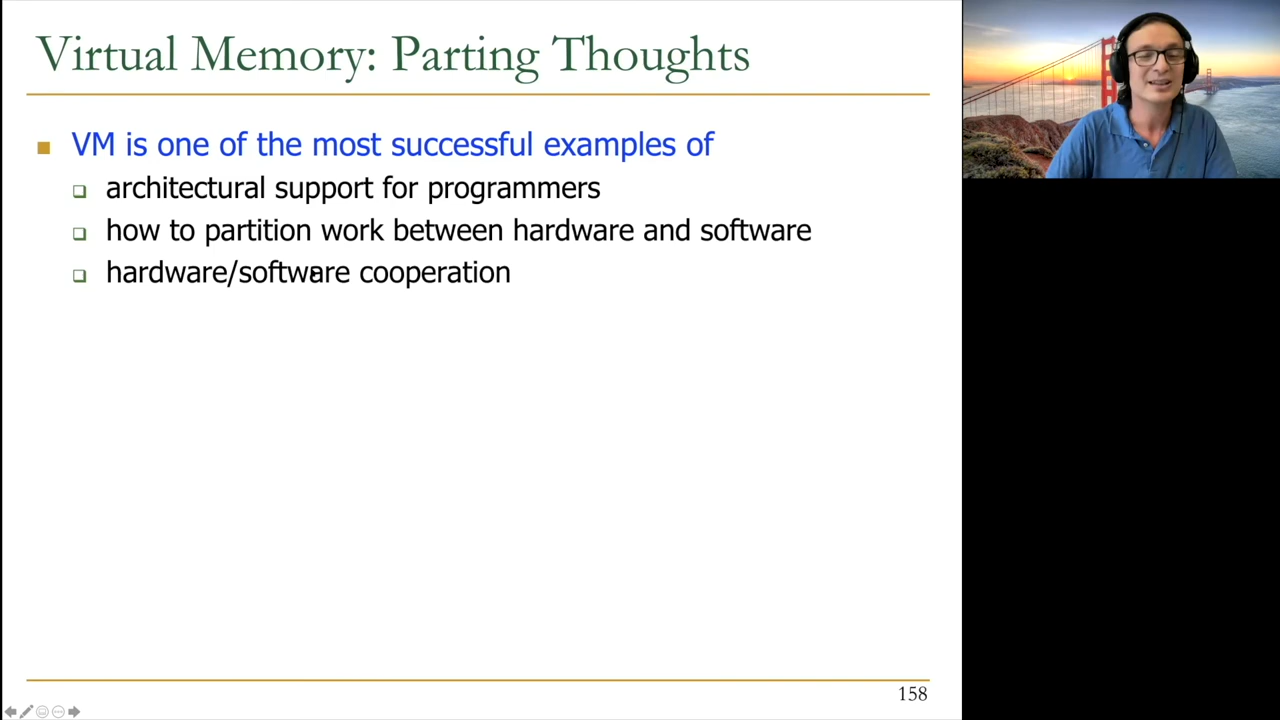 Virtual Memory: Parting Thoughts
VM is one of the most successful examples of
architectural support for programmers
how to partition work between hardware and software
hardware/software cooperation
158